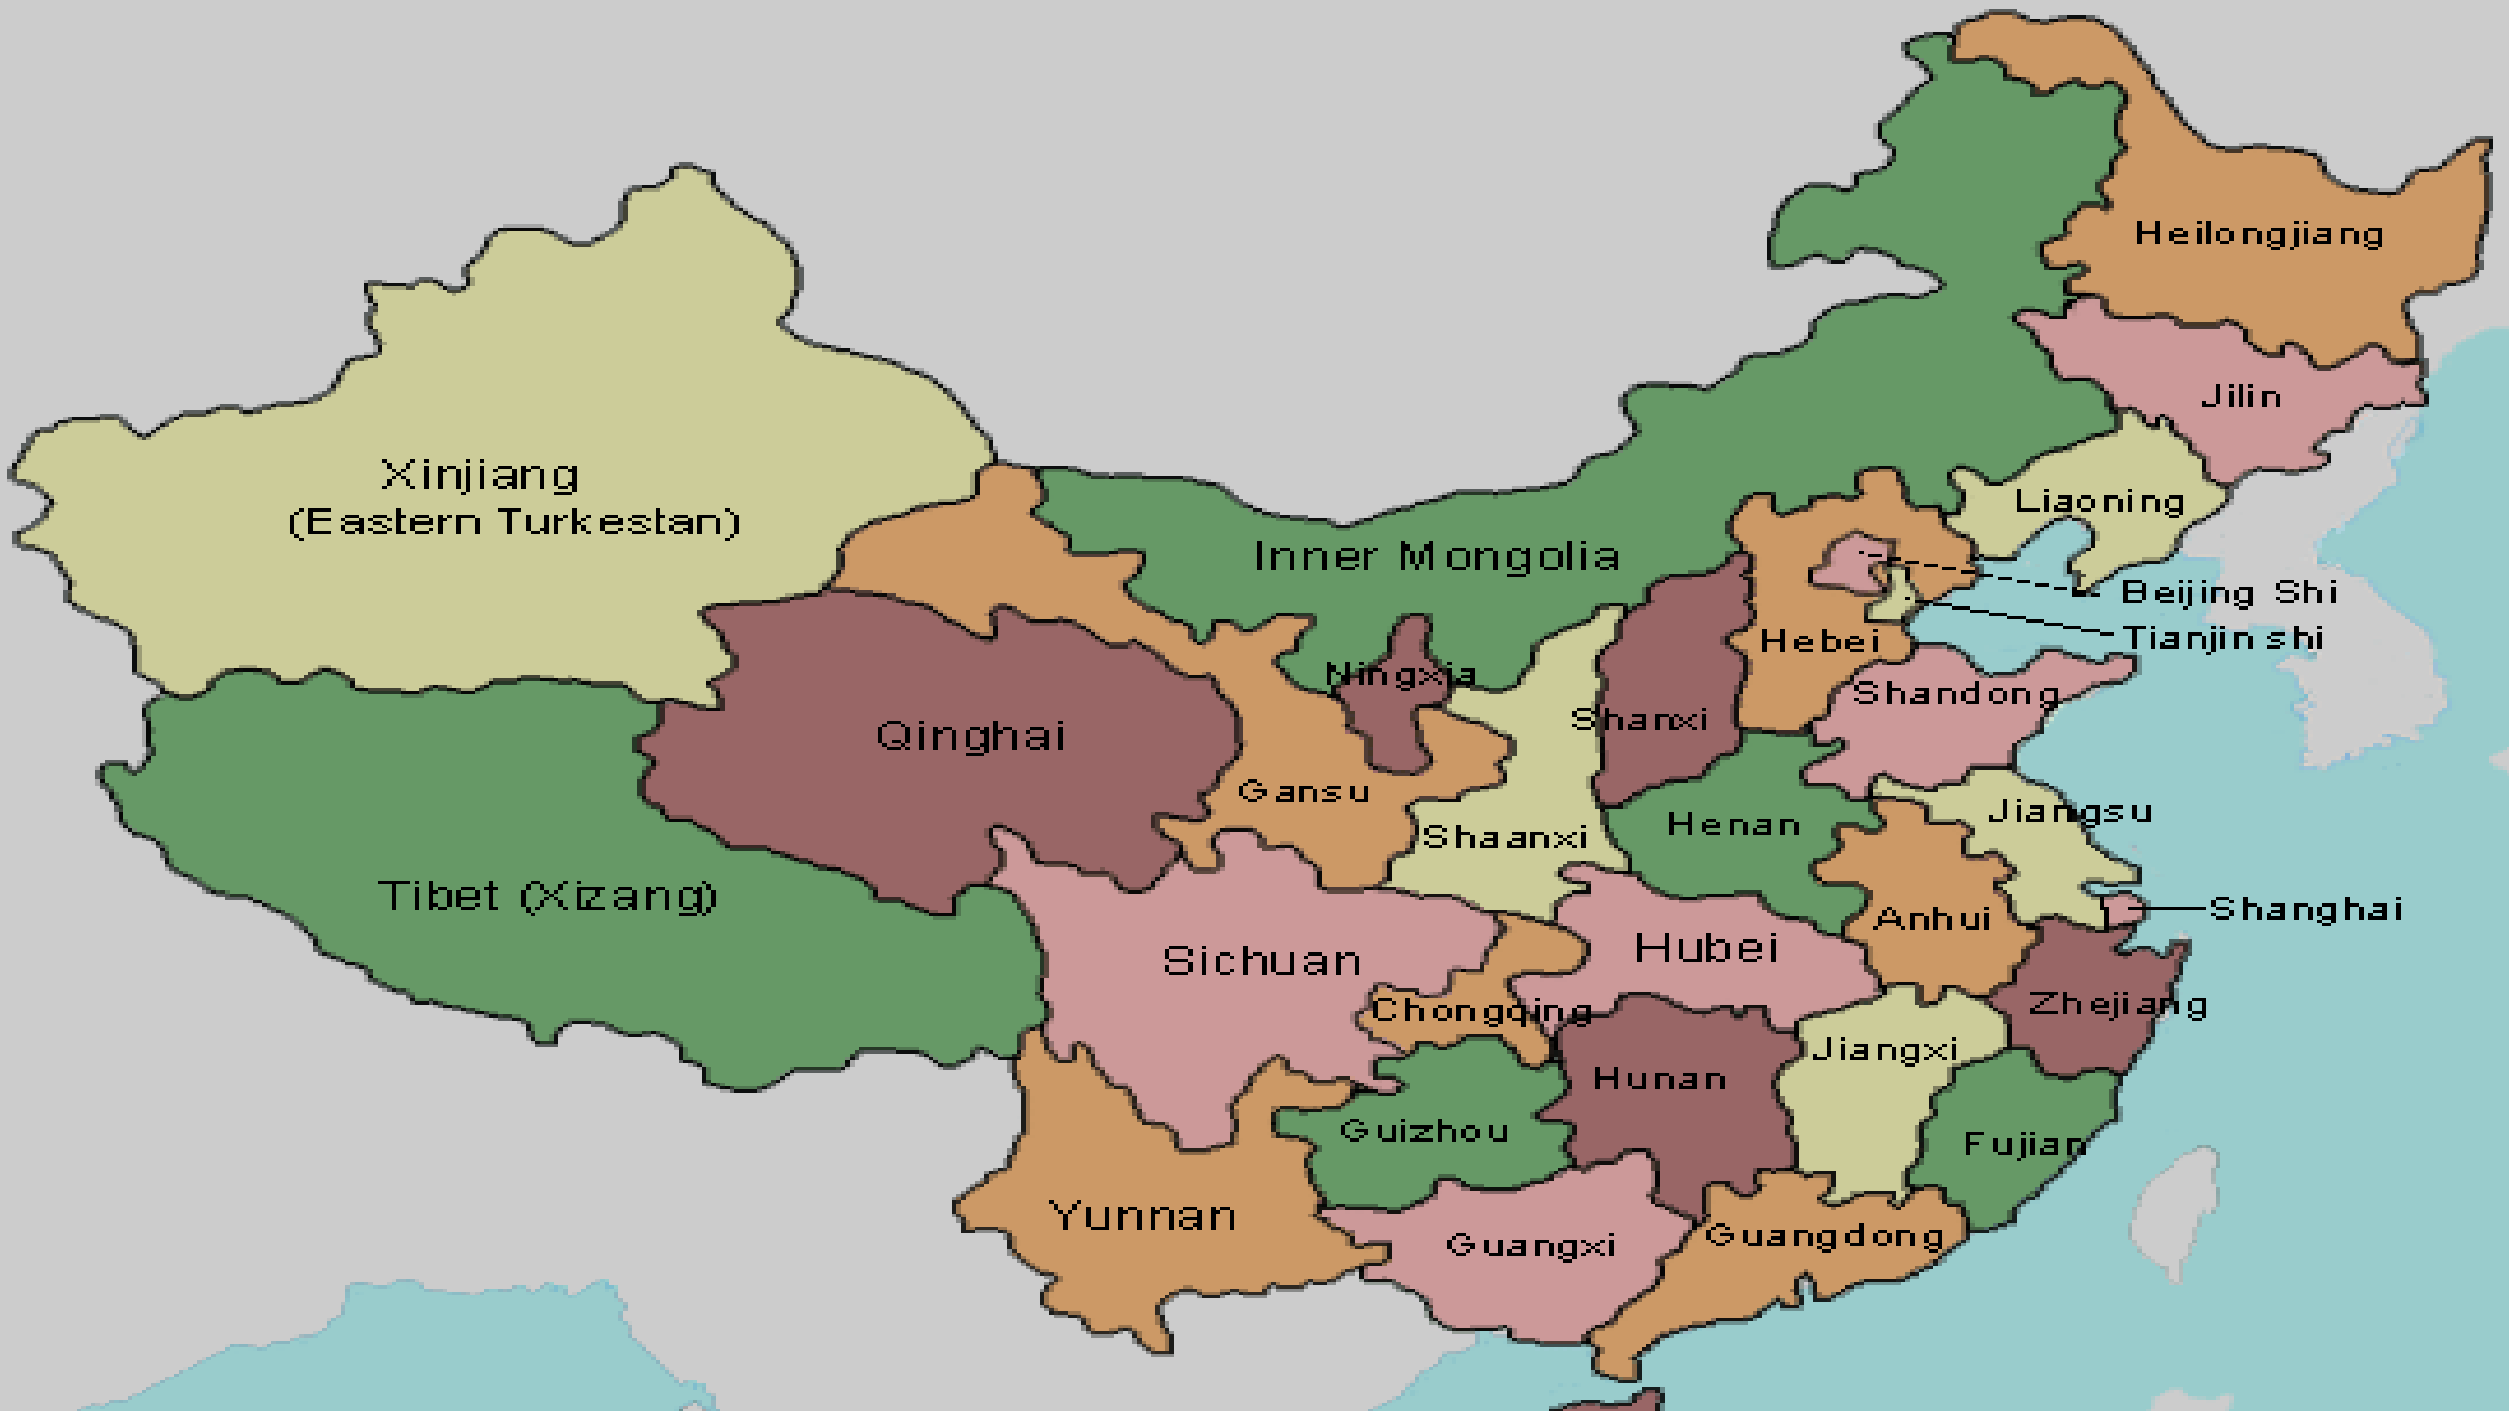 Heilongjiang
Jilin
Xinjiang
(Eastern Turkestan)
Liaoning
Inner Mongolia
Beijing Shi
Tianjin shi
Hebei
Ningxia
Shandong
Shanxi
Qinghai
Gansu
Jiangsu
Henan
Shaanxi
Tibet (Xizang)
Shanghai
Anhui
Hubei
Sichuan
Zhejiang
Chongqing
Jiangxi
Hunan
Guizhou
Fujian
Yunnan
Guangdong
Guangxi